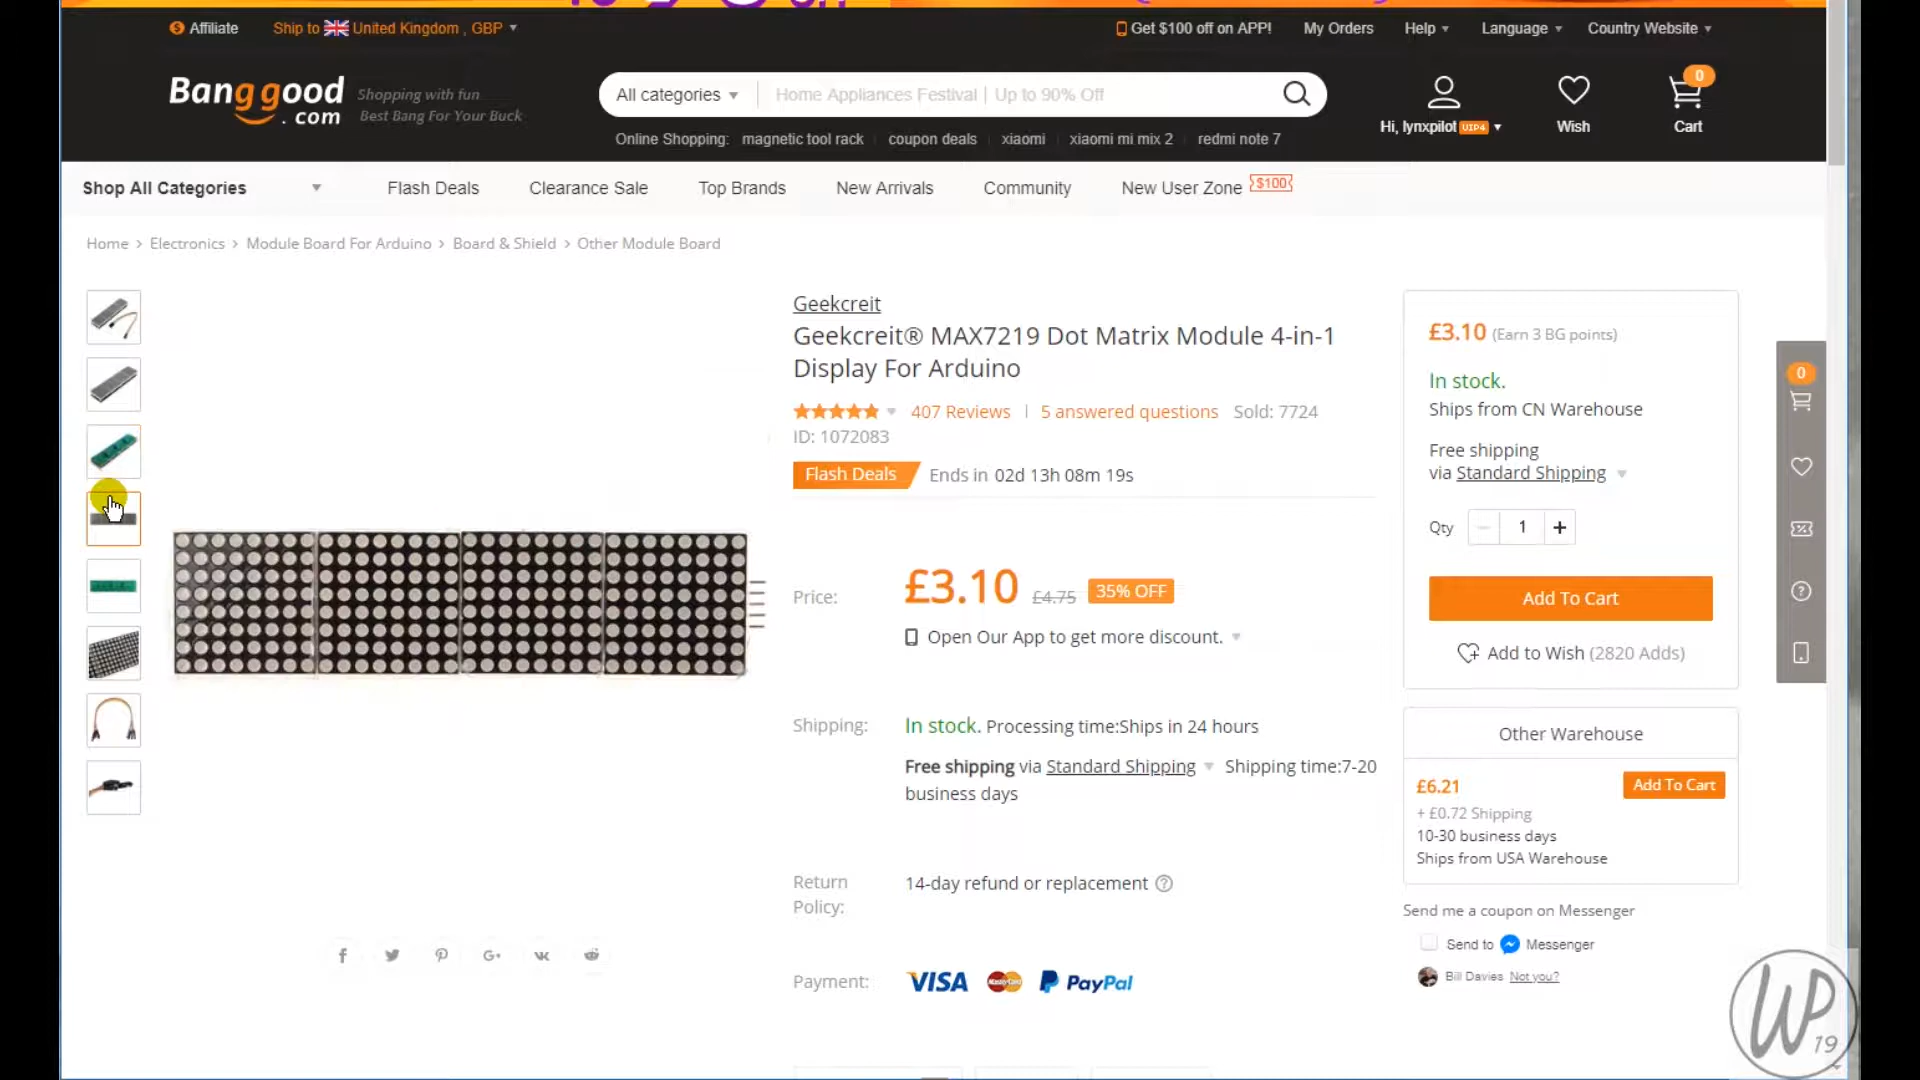 Affiliate
Ship to United Kingdom , GBP
Get $100 off on APP!
My Orders
Help
Language
Country Website
Banggood
.com
Shopping with fun
Best Bang For Your Buck
All categories
Home Appliances Festival | Up to 90% Off
0
Online Shopping: magnetic tool rack coupon deals xiaomi xiaomi mi mix 2 redmi note 7
Hi, lynxpilot VIP4
Wish
Cart
Shop All Categories
Flash Deals
Clearance Sale
Top Brands
New Arrivals
Community
New User Zone $100
Home > Electronics > Module Board For Arduino > Board & Shield > Other Module Board
Geekcreit
Geekcreit® MAX7219 Dot Matrix Module 4-in-1
Display For Arduino
407 Reviews | 5 answered questions Sold: 7724
ID: 1072083
Flash Deals Ends in 02d 13h 08m 19s
Price: £3.10 £4.75 35% OFF
Open Our App to get more discount.
Shipping: In stock. Processing time:Ships in 24 hours
Free shipping via Standard Shipping Shipping time:7-20
business days
Return
Policy:
14-day refund or replacement
Payment: VISA MasterCard PayPal
£3.10 (Earn 3 BG points)
In stock.
Ships from CN Warehouse
Free shipping
via Standard Shipping
Qty 1 +
Add To Cart
Add to Wish (2820 Adds)
Other Warehouse
£6.21
Add To Cart
+ £0.72 Shipping
10-30 business days
Ships from USA Warehouse
Send me a coupon on Messenger
Send to Messenger
Bill Davies Not you?
0
WP
19